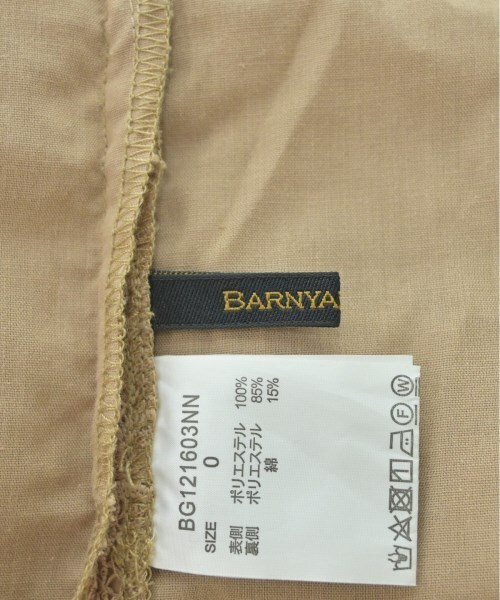 BARNYA
BG121603NN
SIZE 0
表側 ポリエステル 100%
裏側 ポリエステル 85%
綿 15%